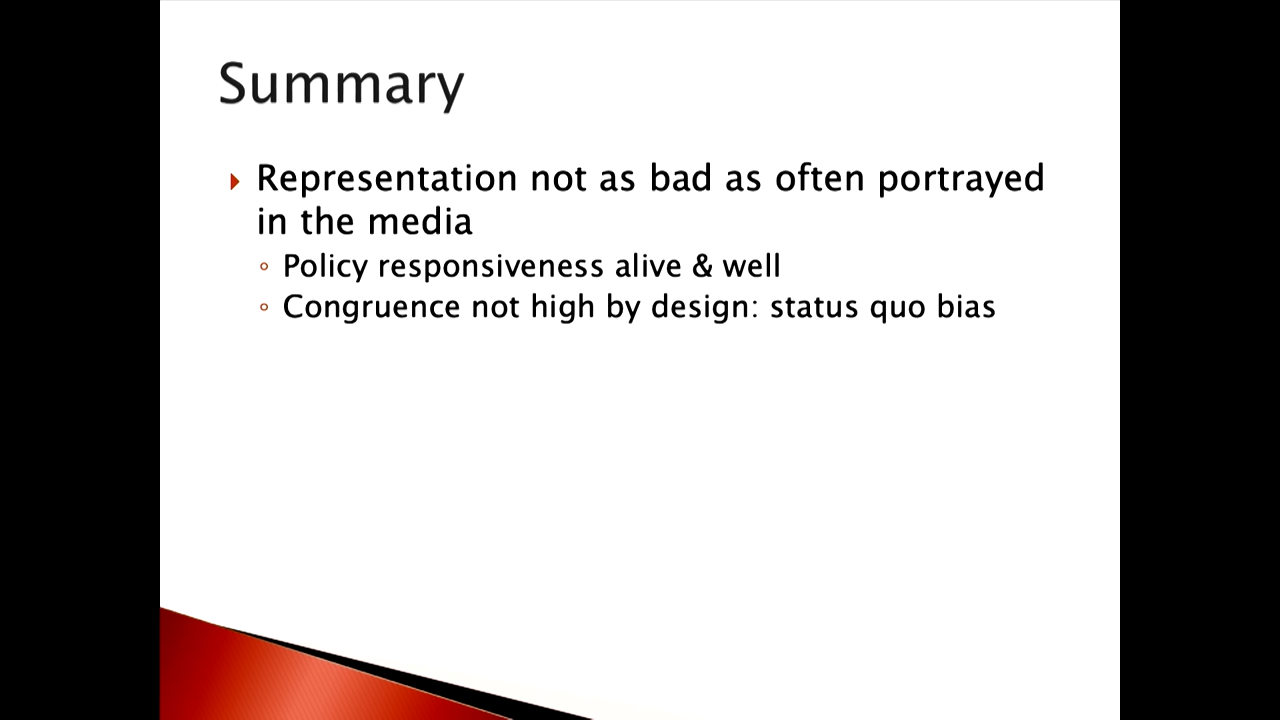 Summary
Representation not as bad as often portrayed
in the media
Policy responsiveness alive & well
Congruence not high by design: status quo bias